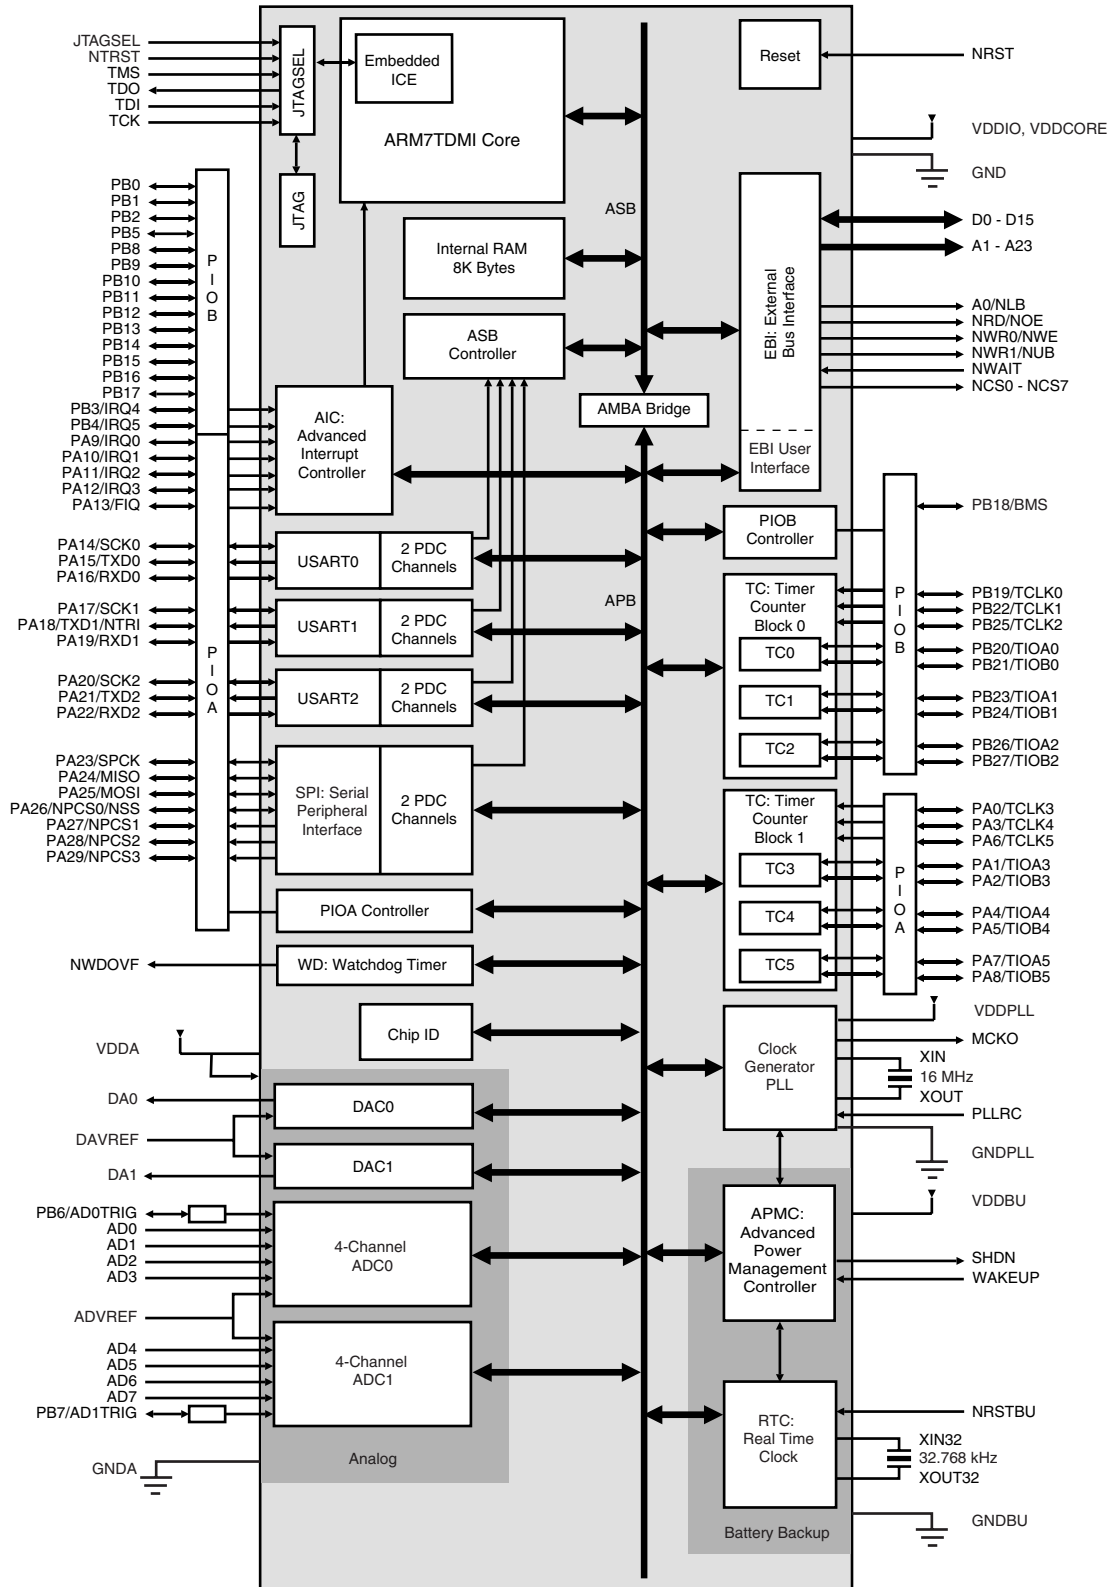 JTAGSEL
NTRST
TMS
TDO
TDI
TCK
JTAGSEL
Embedded
ICE
ARM7TDMI Core
JTAG
Reset
NRST
VDDIO, VDDCORE
GND
ASB
PB0
PB1
PB2
PB5
PB8
PB9
PB10
PB11
PB12
PB13
PB14
PB15
PB16
PB17
PB3/IRQ4
PB4/IRQ5
PA9/IRQ0
PA10/IRQ1
PA11/IRQ2
PA12/IRQ3
PA13/FIQ
P
I
O
B
Internal RAM
8K Bytes
ASB
Controller
EBI: External
Bus Interface
EBI User
Interface
D0 - D15
A1 - A23
A0/NLB
NRD/NOE
NWR0/NWE
NWR1/NUB
NWAIT
NCS0 - NCS7
AMBA Bridge
AIC:
Advanced
Interrupt
Controller
PA14/SCK0
PA15/TXD0
PA16/RXD0
PA17/SCK1
PA18/TXD1/NTRI
PA19/RXD1
PA20/SCK2
PA21/TXD2
PA22/RXD2
PA23/SPCK
PA24/MISO
PA25/MOSI
PA26/NPCS0/NSS
PA27/NPCS1
PA28/NPCS2
PA29/NPCS3
P
I
O
A
USART0
2 PDC
Channels
USART1
2 PDC
Channels
USART2
2 PDC
Channels
SPI: Serial
Peripheral
Interface
2 PDC
Channels
APB
PIOA Controller
NWDOVF
WD: Watchdog Timer
Chip ID
PIOB
Controller
P
I
O
B
PB18/BMS
TC: Timer
Counter
Block 0
TC0
TC1
TC2
PB19/TCLK0
PB22/TCLK1
PB25/TCLK2
PB20/TIOA0
PB21/TIOB0
PB23/TIOA1
PB24/TIOB1
PB26/TIOA2
PB27/TIOB2
TC: Timer
Counter
Block 1
TC3
TC4
TC5
P
I
O
A
PA0/TCLK3
PA3/TCLK4
PA6/TCLK5
PA1/TIOA3
PA2/TIOB3
PA4/TIOA4
PA5/TIOB4
PA7/TIOA5
PA8/TIOB5
VDDPLL
MCKO
Clock
Generator
PLL
XIN
16 MHz
XOUT
PLLRC
GNDPLL
VDDA
DA0
DAVREF
DA1
DAC0
DAC1
PB6/AD0TRIG
AD0
AD1
AD2
AD3
4-Channel
ADC0
ADVREF
AD4
AD5
AD6
AD7
PB7/AD1TRIG
4-Channel
ADC1
GNDA
Analog
APMC:
Advanced
Power
Management
Controller
VDDBU
SHDN
WAKEUP
RTC:
Real Time
Clock
NRSTBU
XIN32
32.768 kHz
XOUT32
GNDBU
Battery Backup